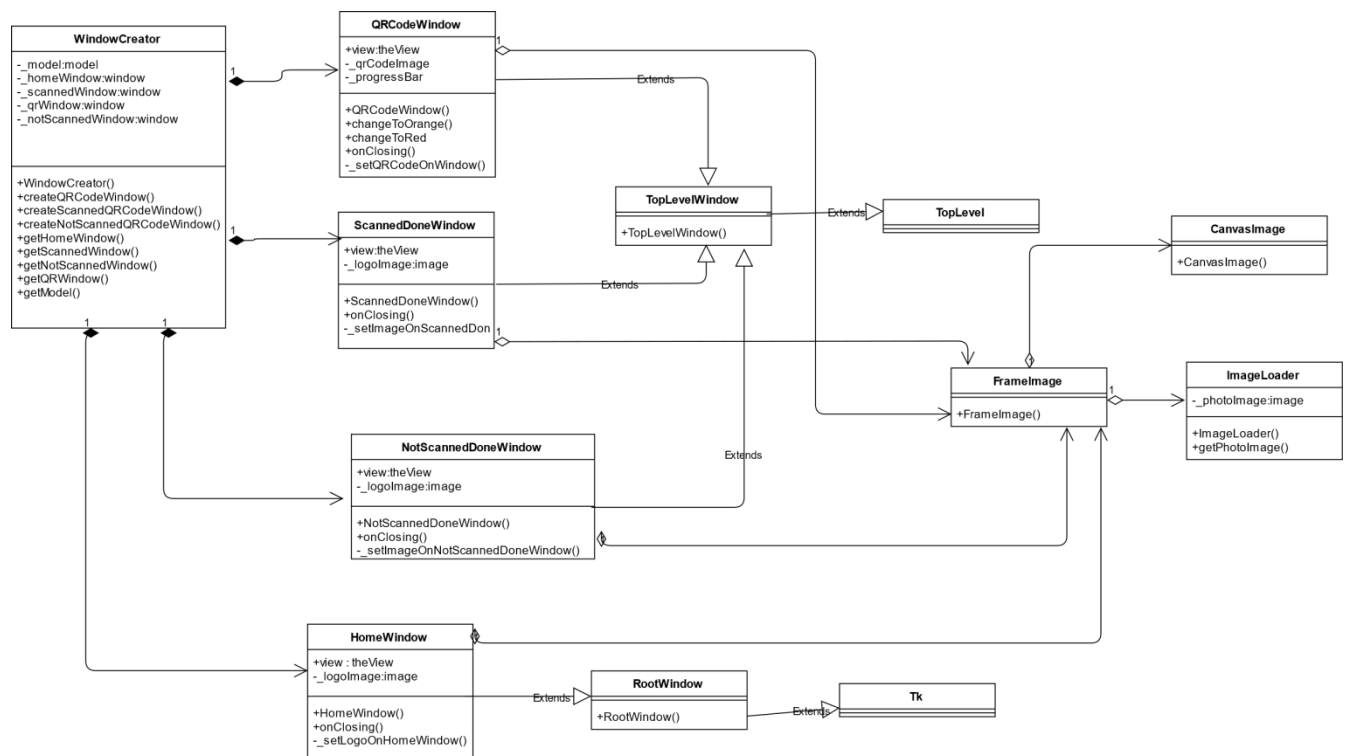 WindowCreator
-_model:model
-_homeWindow:window
-_scannedWindow:window
-_qrWindow:window
-_notScannedWindow:window
+WindowCreator()
+createQRCodeWindow()
+createScannedQRCodeWindow()
+createNotScannedQRCodeWindow()
+getHomeWindow()
+getScannedWindow()
+getNotScannedWindow()
+getQRWindow()
+getModel()
1
1
1
1
QRCodeWindow
+view:theView
-_qrCodeImage
-_progressBar
+QRCodeWindow()
+changeToOrange()
+changeToRed
+onClosing()
-_setQRCodeOnWindow()
1
Extends
ScannedDoneWindow
+view:theView
-_logoImage:image
+ScannedDoneWindow()
+onClosing()
-_setImageOnScannedDon
1
Extends
TopLevelWindow
+TopLevelWindow()
Extends
TopLevel
CanvasImage
+CanvasImage()
FrameImage
+FrameImage()
1
1
ImageLoader
-_photoImage:image
+ImageLoader()
+getPhotoImage()
NotScannedDoneWindow
+view:theView
-_logoImage:image
+NotScannedDoneWindow()
+onClosing()
-_setImageOnNotScannedDoneWindow()
Extends
HomeWindow
+view : theView
-_logoImage:image
+HomeWindow()
+onClosing()
-_setLogoOnHomeWindow()
Extends
RootWindow
+RootWindow()
Extends
Tk